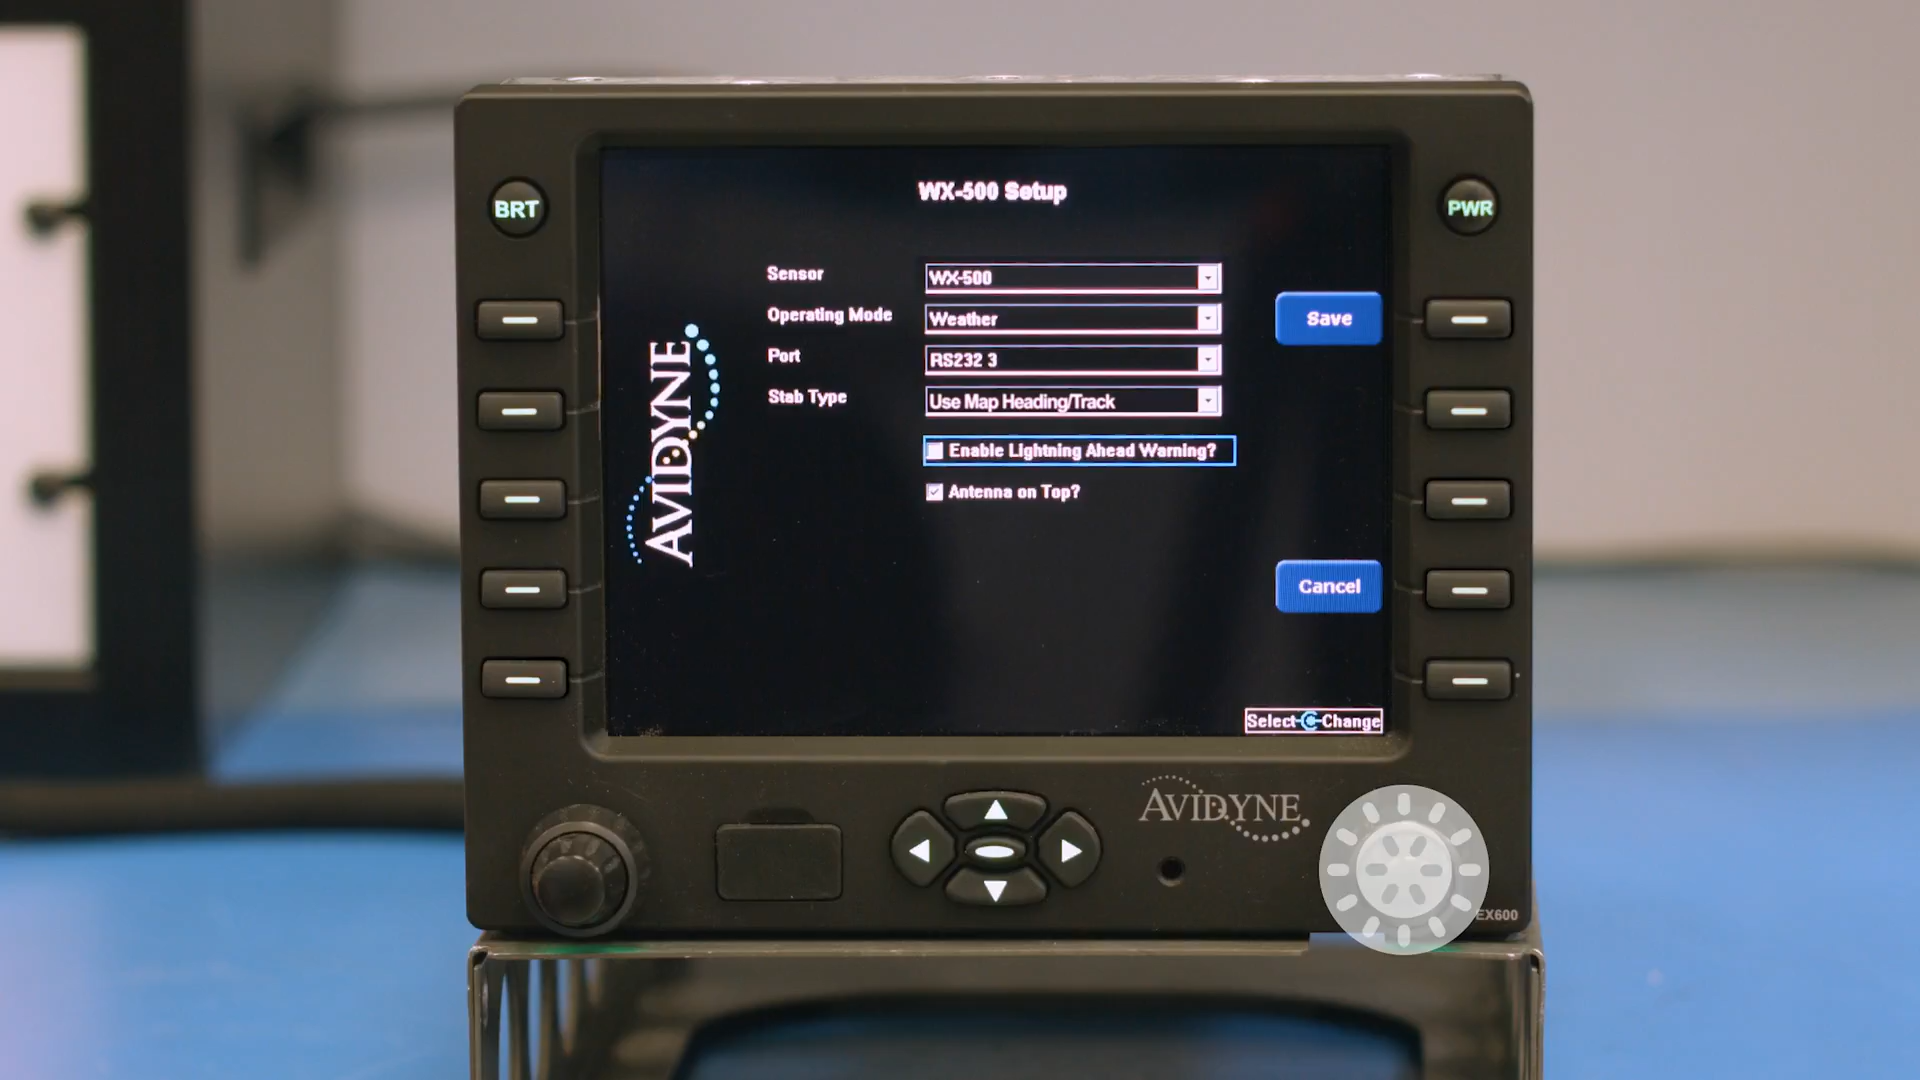 WX-500 Setup
BRT
PWR
Sensor WX-500
Operating Mode Weather
Save
Port RS232 3
Stab Type Use Map Heading/Track
Enable Lightning Ahead Warning?
Antenna on Top?
AVIDYNE
Cancel
Select Change
AVIDYNE
EX600